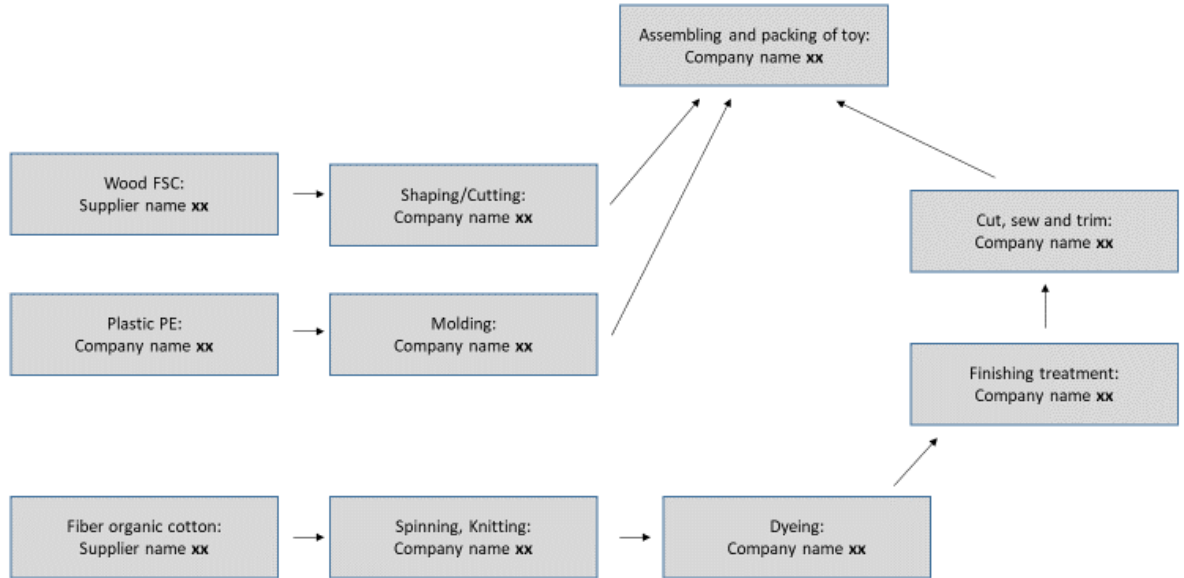 Assembling and packing of toy:
Company name xx
Wood FSC:
Supplier name xx
Shaping/Cutting:
Company name xx
Cut, sew and trim:
Company name xx
Plastic PE:
Company name xx
Molding:
Company name xx
Finishing treatment:
Company name xx
Fiber organic cotton:
Supplier name xx
Spinning, Knitting:
Company name xx
Dyeing:
Company name xx